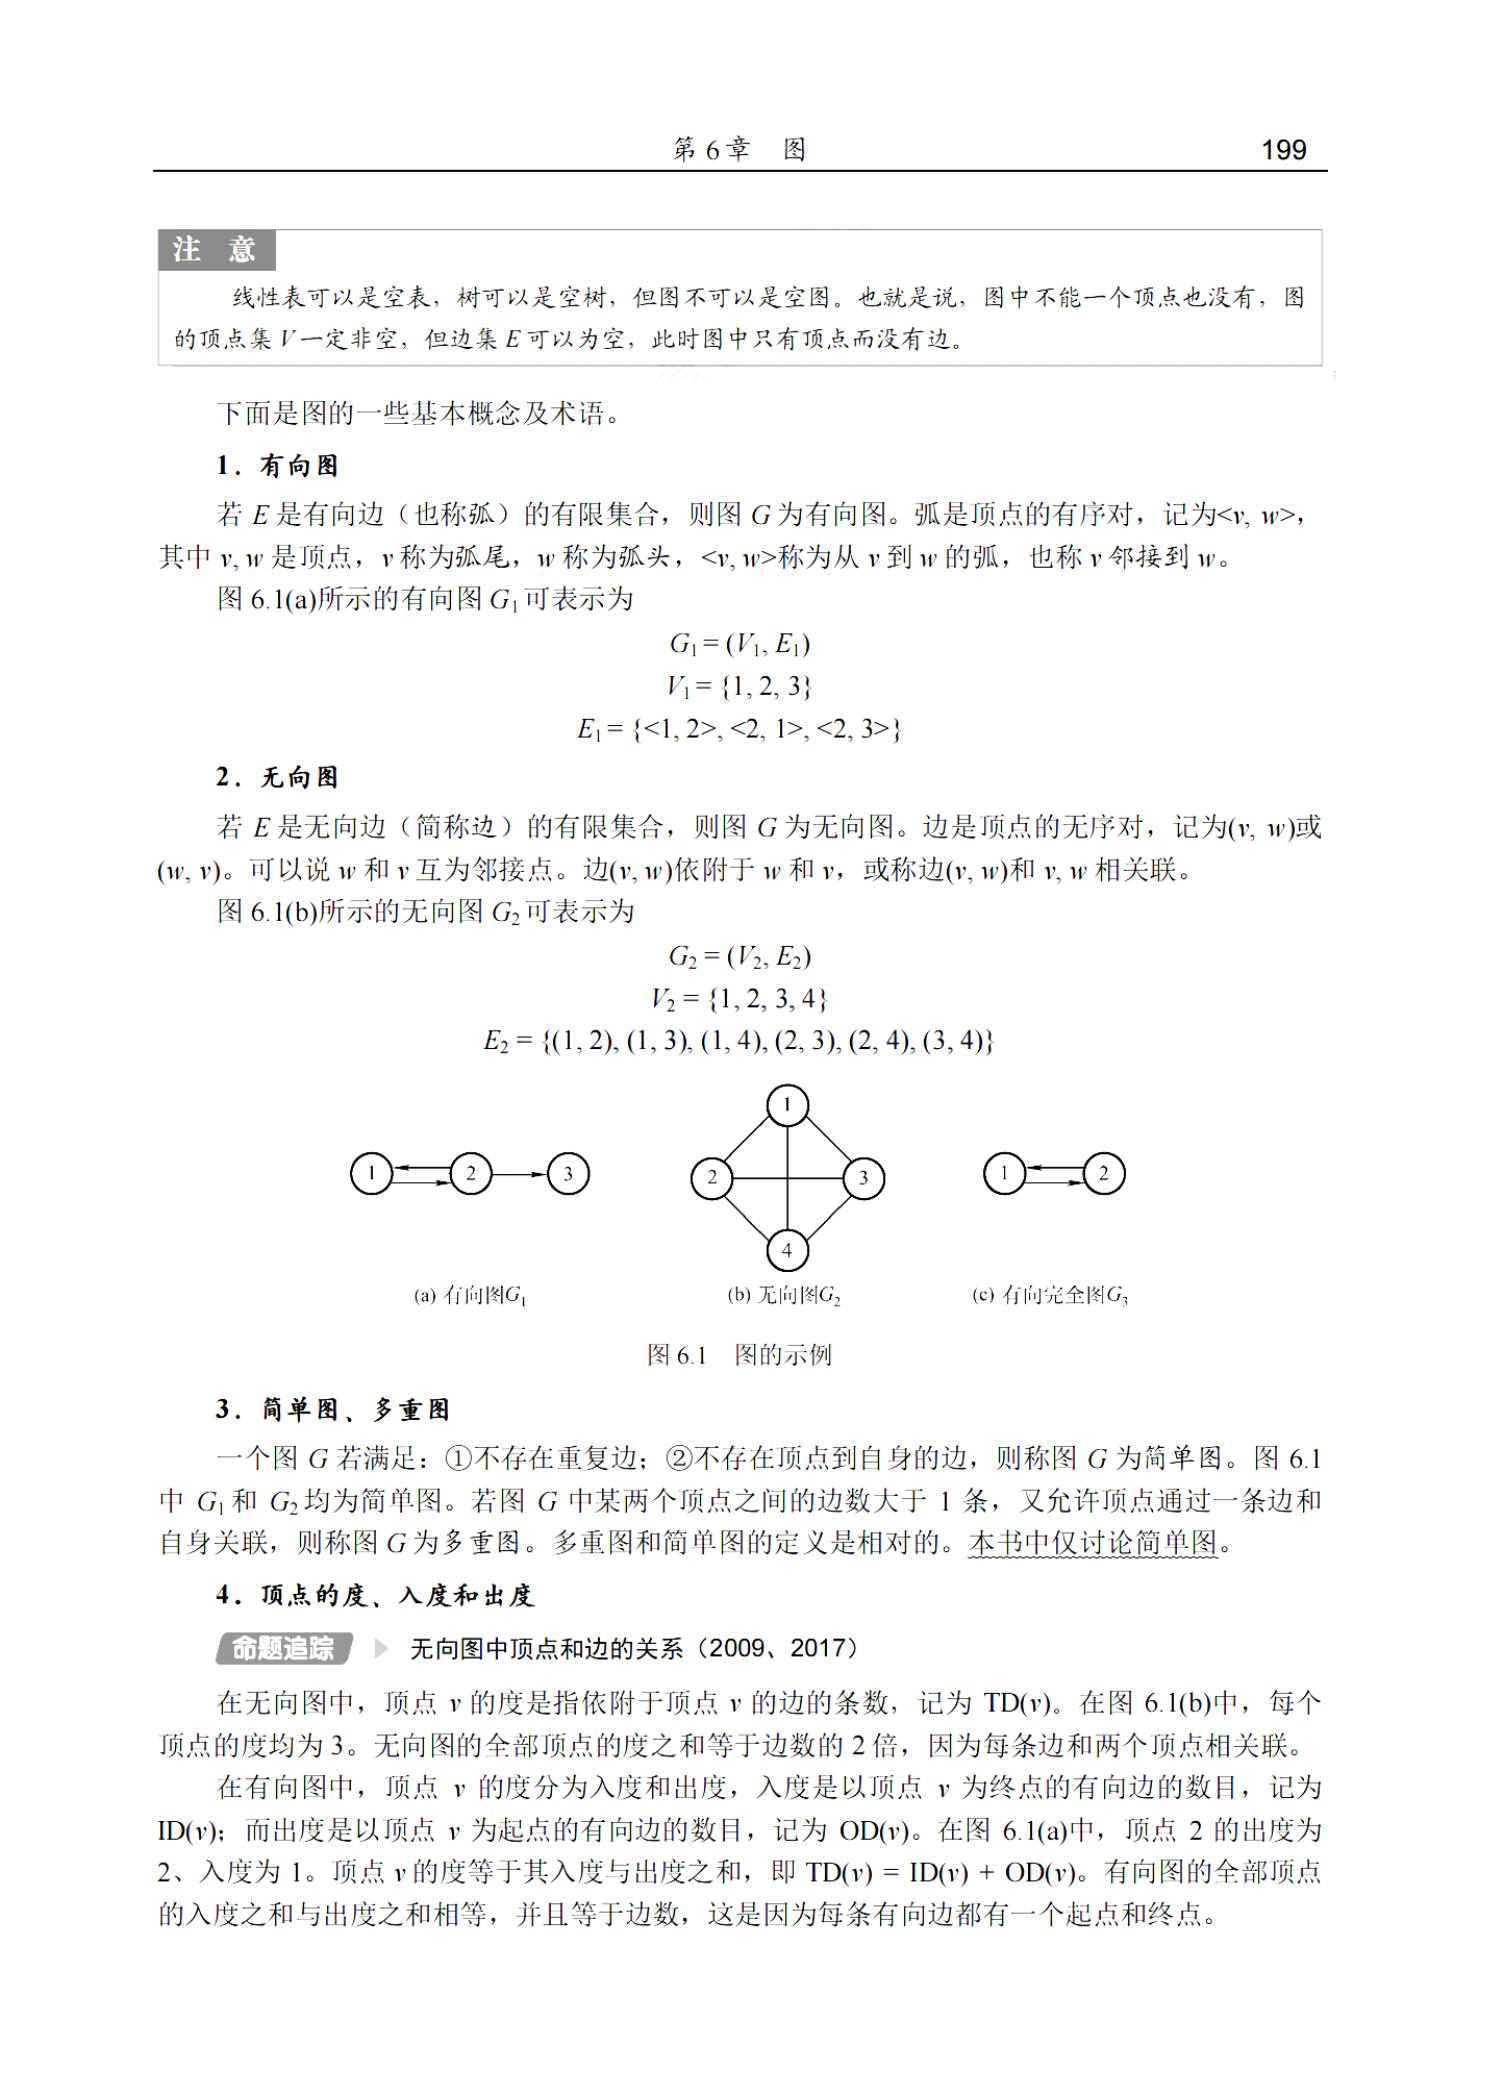 第 6 章 图 199
注 意
线性表可以是空表，树可以是空树，但图不可以是空图。也就是说，图中不能一个顶点也没有，图
的顶点集 V 一定非空，但边集 E 可以为空，此时图中只有顶点而没有边。
下面是图的一些基本概念及术语。
1．有向图
若 E 是有向边（也称弧）的有限集合，则图 G 为有向图。弧是顶点的有序对，记为<v, w>，
其中 v, w 是顶点，v 称为弧尾，w 称为弧头，<v, w>称为从 v 到 w 的弧，也称 v 邻接到 w。
图 6.1(a)所示的有向图 G₁可表示为
G₁ = (V₁, E₁)
V₁ = {1, 2, 3}
E₁ = {<1, 2>, <2, 1>, <2, 3>}
2．无向图
若 E 是无向边（简称边）的有限集合，则图 G 为无向图。边是顶点的无序对，记为(v, w)或
(w, v)。可以说 w 和 v 互为邻接点。边(v, w)依附于 w 和 v，或称边(v, w)和 v, w 相关联。
图 6.1(b)所示的无向图 G₂可表示为
G₂ = (V₂, E₂)
V₂ = {1, 2, 3, 4}
E₂ = {(1, 2), (1, 3), (1, 4), (2, 3), (2, 4), (3, 4)}
1 2 3
1
2 3
4
1 2
(a) 有向图G₁ (b) 无向图G₂ (c) 有向完全图G₃
图 6.1 图的示例
3．简单图、多重图
一个图 G 若满足：①不存在重复边；②不存在顶点到自身的边，则称图 G 为简单图。图 6.1
中 G₁和 G₂均为简单图。若图 G 中某两个顶点之间的边数大于 1 条，又允许顶点通过一条边和
自身关联，则称图 G 为多重图。多重图和简单图的定义是相对的。本书中仅讨论简单图。
4．顶点的度、入度和出度
命题追踪 无向图中顶点和边的关系（2009、2017）
在无向图中，顶点 v 的度是指依附于顶点 v 的边的条数，记为 TD(v)。在图 6.1(b)中，每个
顶点的度均为 3。无向图的全部顶点的度之和等于边数的 2 倍，因为每条边和两个顶点相关联。
在有向图中，顶点 v 的度分为入度和出度，入度是以顶点 v 为终点的有向边的数目，记为
ID(v)；而出度是以顶点 v 为起点的有向边的数目，记为 OD(v)。在图 6.1(a)中，顶点 2 的出度为
2、入度为 1。顶点 v 的度等于其入度与出度之和，即 TD(v) = ID(v) + OD(v)。有向图的全部顶点
的入度之和与出度之和相等，并且等于边数，这是因为每条有向边都有一个起点和终点。